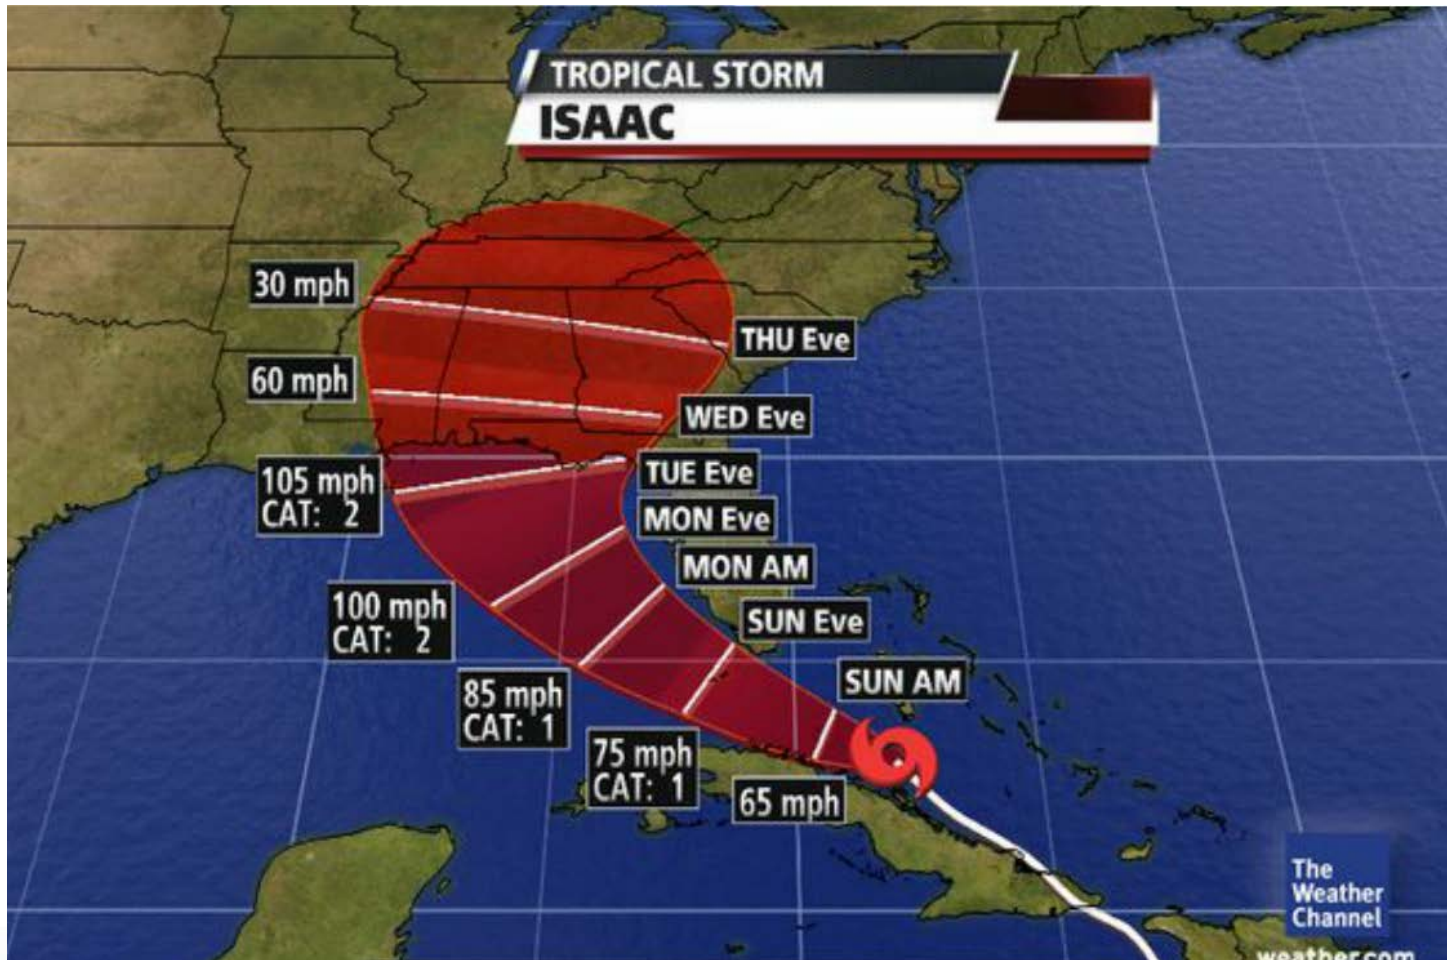 TROPICAL STORM
ISAAC
30 mph
THU Eve
60 mph
WED Eve
105 mph
CAT: 2
TUE Eve
MON Eve
100 mph
CAT: 2
MON AM
SUN Eve
85 mph
CAT: 1
SUN AM
75 mph
CAT: 1
65 mph
The
Weather
Channel
weather.com